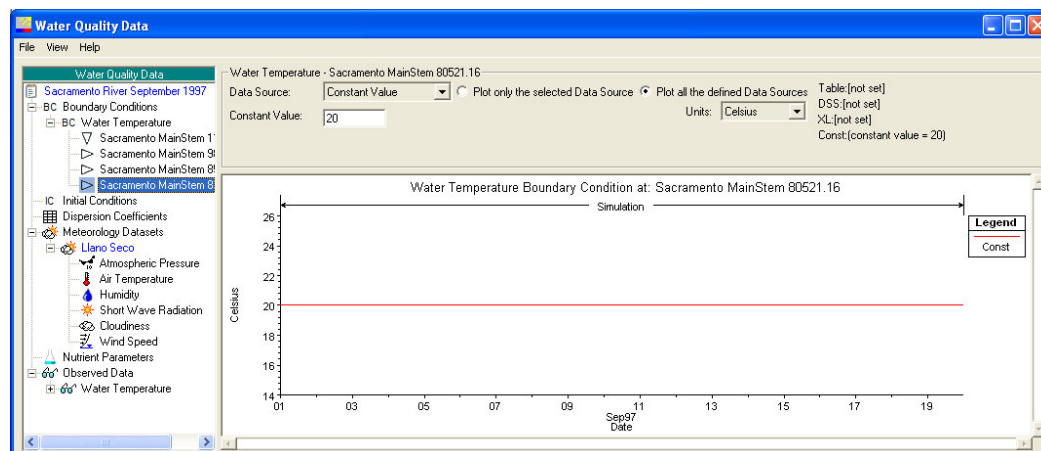 Water Quality Data
File View Help
Water Quality Data
Sacramento River September 1997
BC Boundary Conditions
BC Water Temperature
Sacramento MainStem 1
Sacramento MainStem 9
Sacramento MainStem 8
Sacramento MainStem 8
IC Initial Conditions
Dispersion Coefficients
Meteorology Datasets
Llano Seco
Atmospheric Pressure
Air Temperature
Humidity
Short Wave Radiation
Cloudiness
Wind Speed
Nutrient Parameters
Observed Data
Water Temperature
Water Temperature - Sacramento MainStem 80521.16
Data Source: Constant Value Plot only the selected Data Source Plot all the defined Data Sources
Constant Value: 20 Units: Celsius
Table:[not set]
DSS:[not set]
XL:[not set]
Const:(constant value = 20)
Water Temperature Boundary Condition at: Sacramento MainStem 80521.16
Simulation
Legend
Const
Celsius
26
24
22
20
18
16
14
01 03 05 07 09 11 13 15 17 19
Sep97
Date